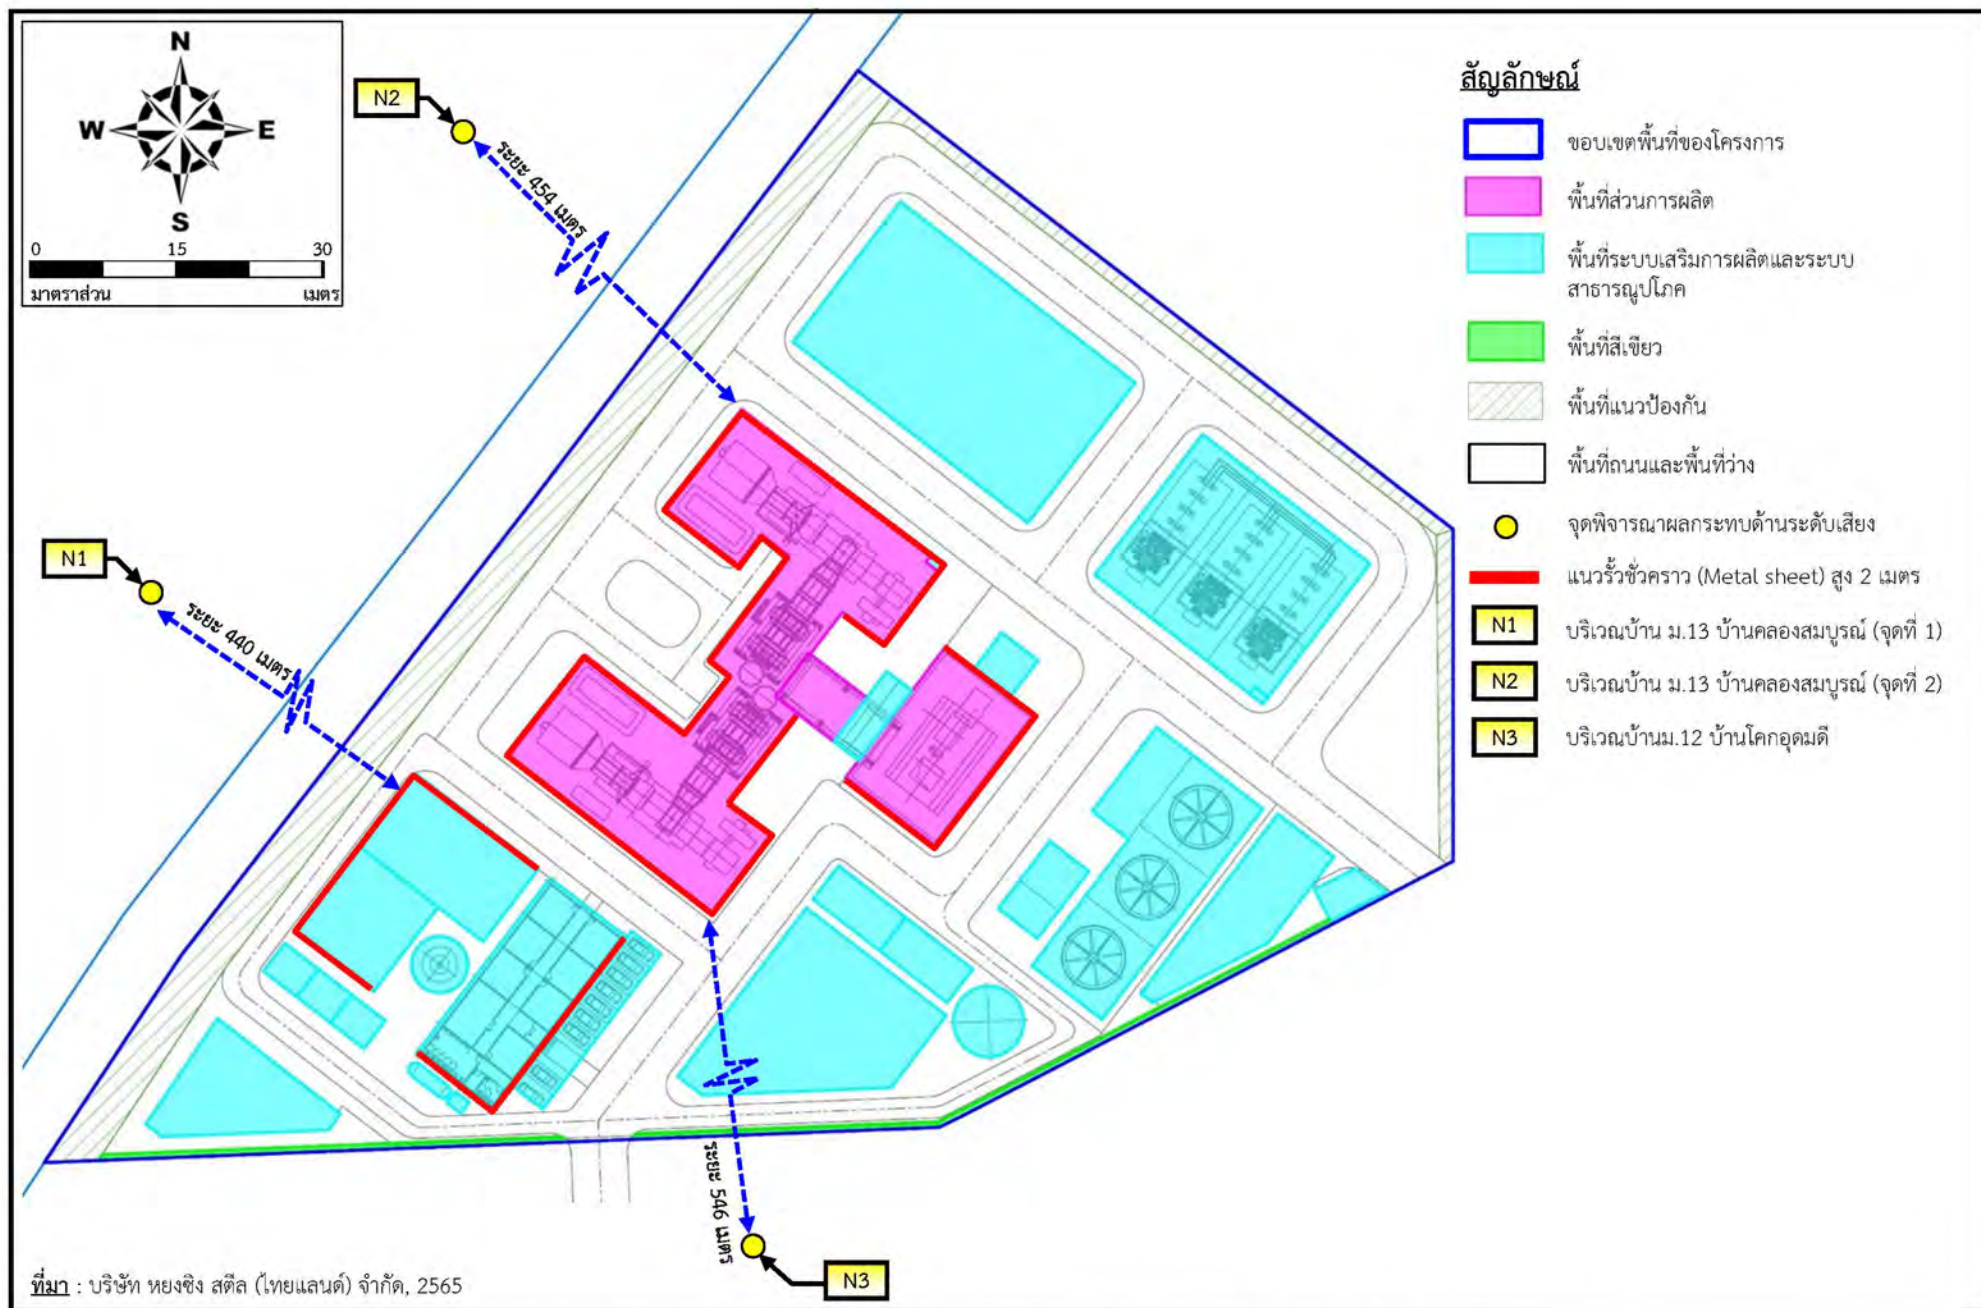 N
W
E
S
0 15 30
มาตราส่วน เมตร
N2
ระยะ 454 เมตร
N1
ระยะ 440 เมตร
ระยะ 546 เมตร
N3
สัญลักษณ์
ขอบเขตพื้นที่ของโครงการ
พื้นที่ส่วนการผลิต
พื้นที่ระบบเสริมการผลิตและระบบ
สาธารณูปโภค
พื้นที่สีเขียว
พื้นที่แนวป้องกัน
พื้นที่ถนนและพื้นที่ว่าง
จุดพิจารณาผลกระทบด้านระดับเสียง
แนวรั้วชั่วคราว (Metal sheet) สูง 2 เมตร
N1 บริเวณบ้าน ม.13 บ้านคลองสมบูรณ์ (จุดที่ 1)
N2 บริเวณบ้าน ม.13 บ้านคลองสมบูรณ์ (จุดที่ 2)
N3 บริเวณบ้านม.12 บ้านโคกอุดมดี
ที่มา : บริษัท หยงซิง สตีล (ไทยแลนด์) จำกัด, 2565